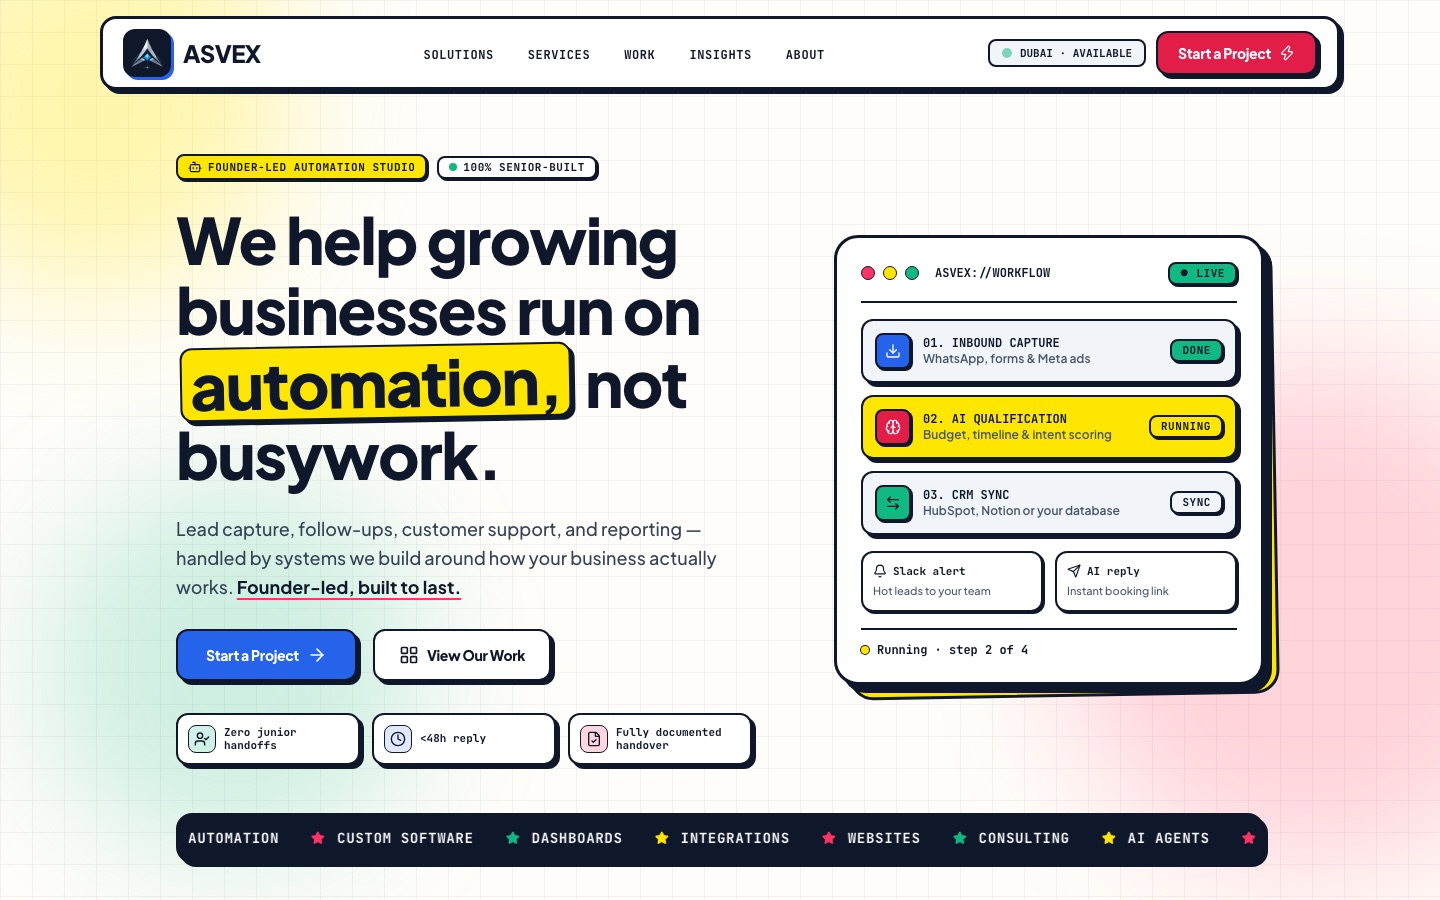 ASVEX
SOLUTIONS
SERVICES
WORK
INSIGHTS
ABOUT
DUBAI · AVAILABLE
Start a Project
FOUNDER-LED AUTOMATION STUDIO
100% SENIOR-BUILT
We help growing
businesses run on
automation, not
busywork.
Lead capture, follow-ups, customer support, and reporting —
handled by systems we build around how your business actually
works. Founder-led, built to last.
Start a Project
View Our Work
Zero junior
handoffs
<48h reply
Fully documented
handover
ASVEX://WORKFLOW
LIVE
01. INBOUND CAPTURE
WhatsApp, forms & Meta ads
DONE
02. AI QUALIFICATION
Budget, timeline & intent scoring
RUNNING
03. CRM SYNC
HubSpot, Notion or your database
SYNC
Slack alert
Hot leads to your team
AI reply
Instant booking link
Running · step 2 of 4
AUTOMATION
CUSTOM SOFTWARE
DASHBOARDS
INTEGRATIONS
WEBSITES
CONSULTING
AI AGENTS